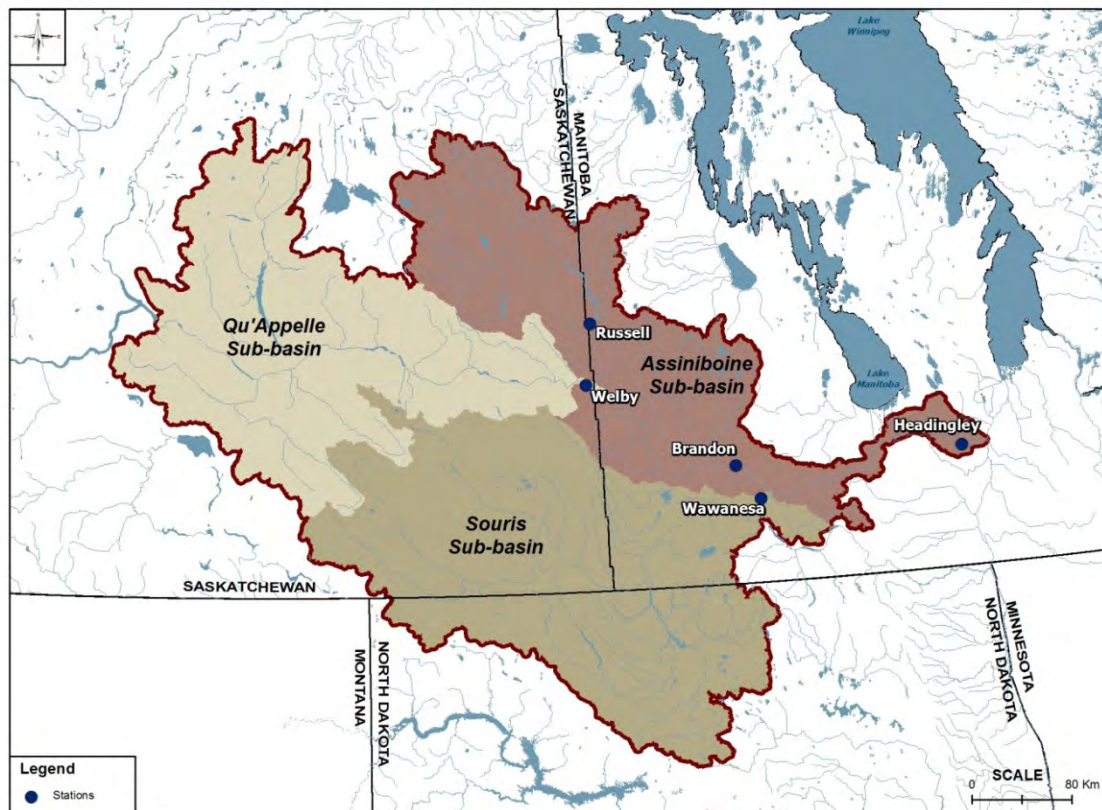 N
Lake
Winnipeg
MANITOBA
SASKATCHEWAN
Qu'Appelle
Sub-basin
Russell
Assiniboine
Sub-basin
Welby
Lake
Manitoba
Headingley
Brandon
Wawanesa
Souris
Sub-basin
SASKATCHEWAN
MONTANA
NORTH DAKOTA
MINNESOTA
NORTH DAKOTA
Legend
Stations
SCALE
0 80 Km